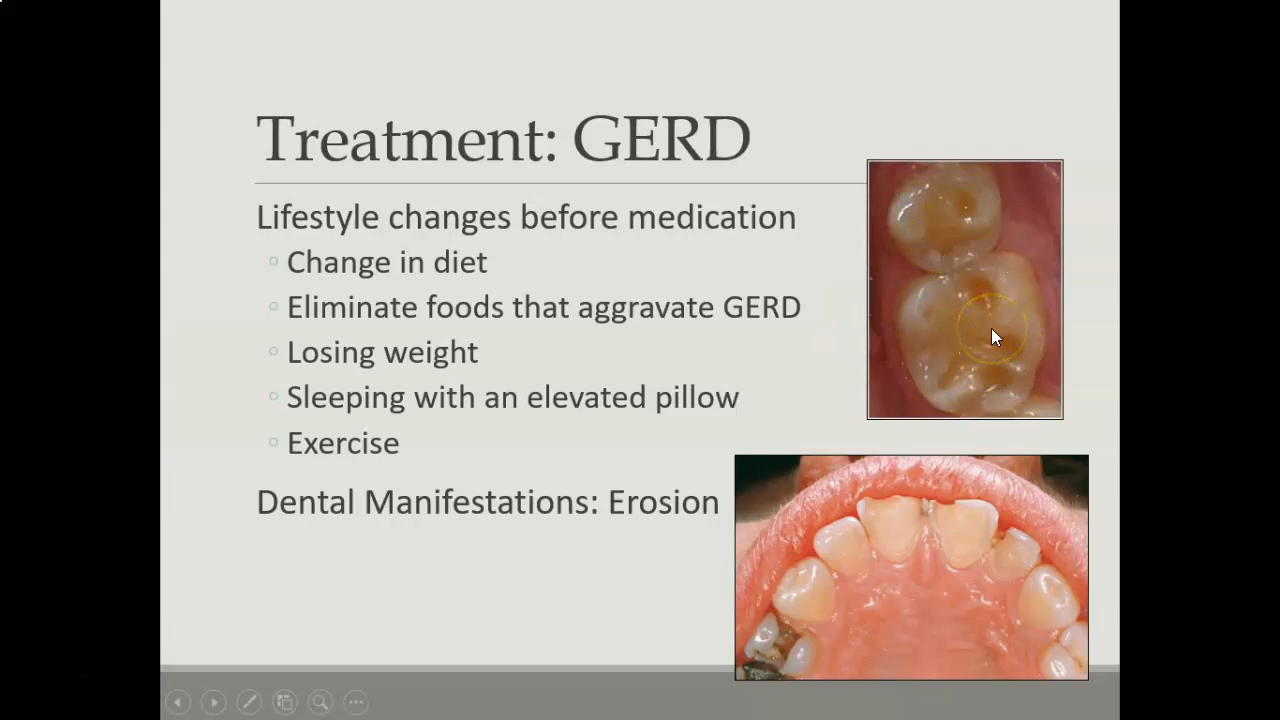 Treatment: GERD
Lifestyle changes before medication
Change in diet
Eliminate foods that aggravate GERD
Losing weight
Sleeping with an elevated pillow
Exercise
Dental Manifestations: Erosion